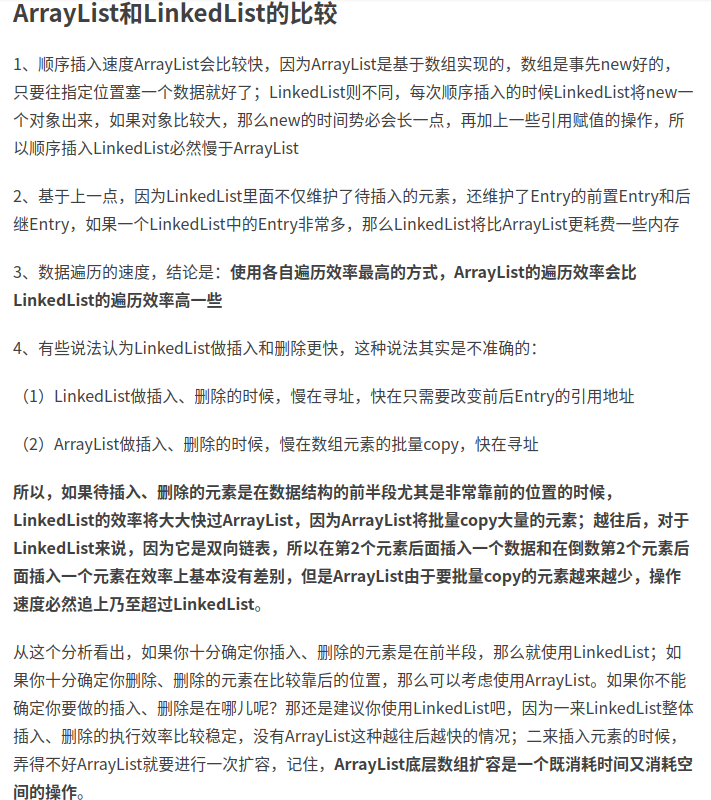 ArrayList和LinkedList的比较
1、顺序插入速度ArrayList会比较快，因为ArrayList是基于数组实现的，数组是事先new好的，
只要往指定位置塞一个数据就好了；LinkedList则不同，每次顺序插入的时候LinkedList将new一
个对象出来，如果对象比较大，那么new的时间势必会长一点，再加上一些引用赋值的操作，所
以顺序插入LinkedList必然慢于ArrayList
2、基于上一点，因为LinkedList里面不仅维护了待插入的元素，还维护了Entry的前置Entry和后
继Entry，如果一个LinkedList中的Entry非常多，那么LinkedList将比ArrayList更耗费一些内存
3、数据遍历的速度，结论是：使用各自遍历效率最高的方式，ArrayList的遍历效率会比
LinkedList的遍历效率高一些
4、有些说法认为LinkedList做插入和删除更快，这种说法其实是不准确的：
（1）LinkedList做插入、删除的时候，慢在寻址，快在只需要改变前后Entry的引用地址
（2）ArrayList做插入、删除的时候，慢在数组元素的批量copy，快在寻址
所以，如果待插入、删除的元素是在数据结构的前半段尤其是非常靠前的位置的时候，
LinkedList的效率将大大快过ArrayList，因为ArrayList将批量copy大量的元素；越往后，对于
LinkedList来说，因为它是双向链表，所以在第2个元素后面插入一个数据和在倒数第2个元素后
面插入一个元素在效率上基本没有差别，但是ArrayList由于要批量copy的元素越来越少，操作
速度必然追上乃至超过LinkedList。
从这个分析看出，如果你十分确定你插入、删除的元素是在前半段，那么就使用LinkedList；如
果你十分确定你删除、删除的元素在比较靠后的位置，那么可以考虑使用ArrayList。如果你不能
确定你要做的插入、删除是在哪儿呢？那还是建议你使用LinkedList吧，因为一来LinkedList整体
插入、删除的执行效率比较稳定，没有ArrayList这种越往后越快的情况；二来插入元素的时候，
弄得不好ArrayList就要进行一次扩容，记住，ArrayList底层数组扩容是一个既消耗时间又消耗空
间的操作。